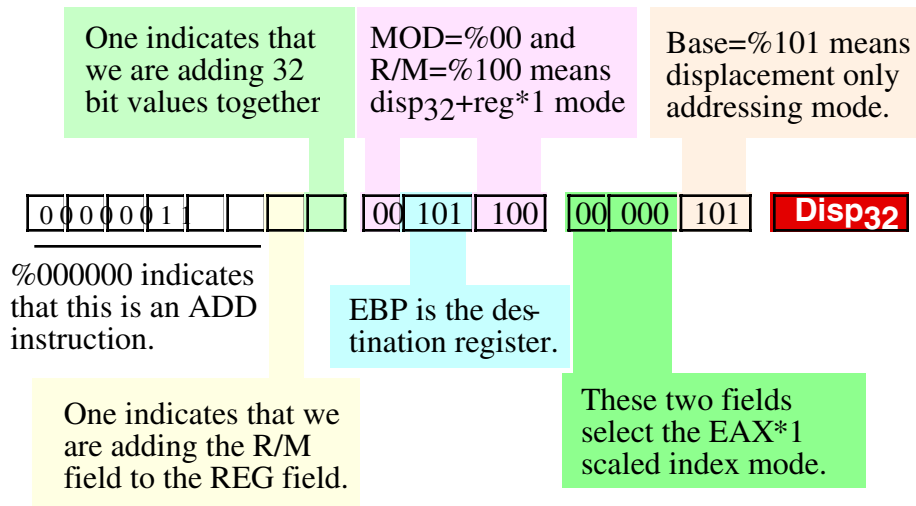 One indicates that
we are adding 32
bit values together
MOD=%00 and
R/M=%100 means
disp32+reg*1 mode
Base=%101 means
displacement only
addressing mode.
0 0 0 0 0 0 1 1 00 101 100 00 000 101 Disp32
%000000 indicates
that this is an ADD
instruction.
EBP is the des-
tination register.
One indicates that we
are adding the R/M
field to the REG field.
These two fields
select the EAX*1
scaled index mode.